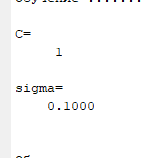 C=
1
sigma=
0.1000